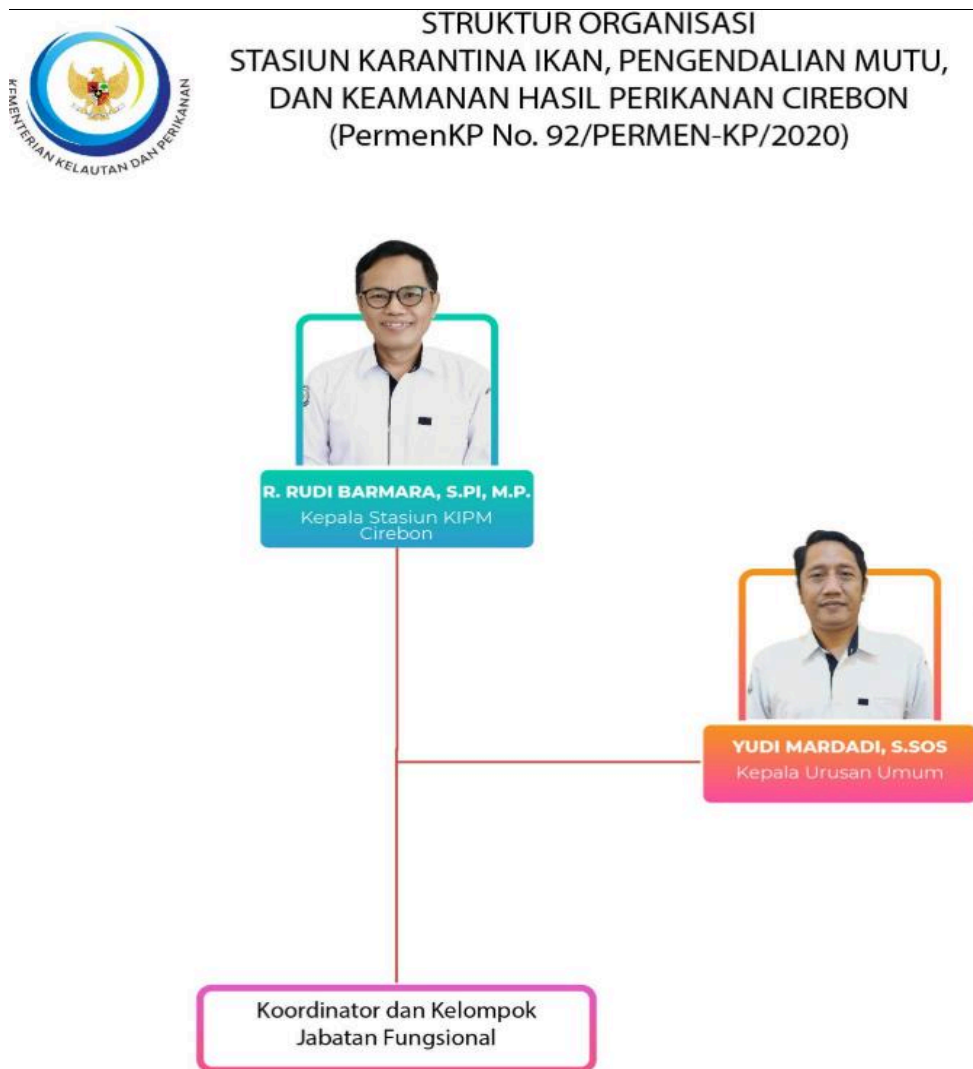 KEMENTERIAN KELAUTAN DAN PERIKANAN
STRUKTUR ORGANISASI
STASIUN KARANTINA IKAN, PENGENDALIAN MUTU,
DAN KEAMANAN HASIL PERIKANAN CIREBON
(PermenKP No. 92/PERMEN-KP/2020)
R. RUDI BARMARA, S.PI, M.P.
Kepala Stasiun KIPM
Cirebon
YUDI MARDADI, S.SOS
Kepala Urusan Umum
Koordinator dan Kelompok
Jabatan Fungsional